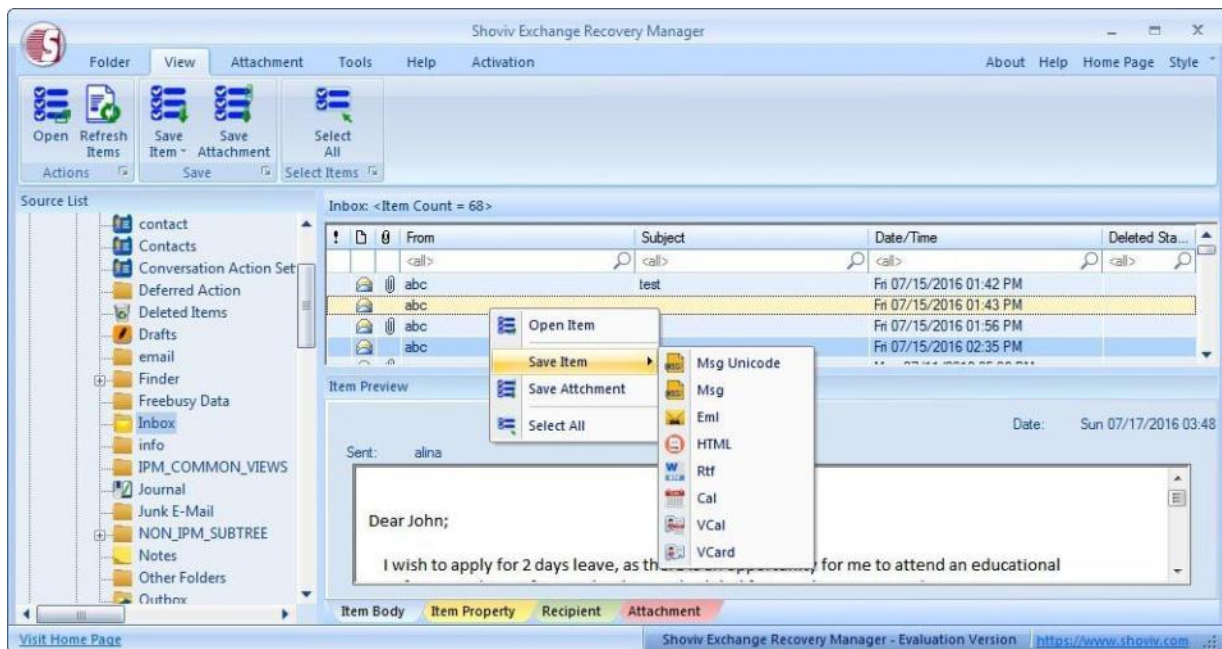 Shoviv Exchange Recovery Manager
Folder View Attachment Tools Help Activation About Help Home Page Style
Open Refresh Items Save Item Save Attachment Select All
Actions Save Select Items
Source List
contact
Contacts
Conversation Action Set
Deferred Action
Deleted Items
Drafts
email
Finder
Freebusy Data
Inbox
info
IPM_COMMON_VIEWS
Journal
Junk E-Mail
NON_IPM_SUBTREE
Notes
Other Folders
Outbox
Inbox: <Item Count = 68>
! From Subject Date/Time Deleted Sta...
<all> <all> <all> <all>
abc test Fri 07/15/2016 01:42 PM
abc Fri 07/15/2016 01:43 PM
abc Fri 07/15/2016 01:56 PM
abc Fri 07/15/2016 02:35 PM
Open Item
Save Item
Save Attchment
Select All
Msg Unicode
Msg
Eml
HTML
Rtf
Cal
VCal
VCard
Item Preview
Date: Sun 07/17/2016 03:48
Sent: alina
Dear John;
I wish to apply for 2 days leave, as for me to attend an educational
Item Body Item Property Recipient Attachment
Visit Home Page Shoviv Exchange Recovery Manager - Evaluation Version https://www.shoviv.com